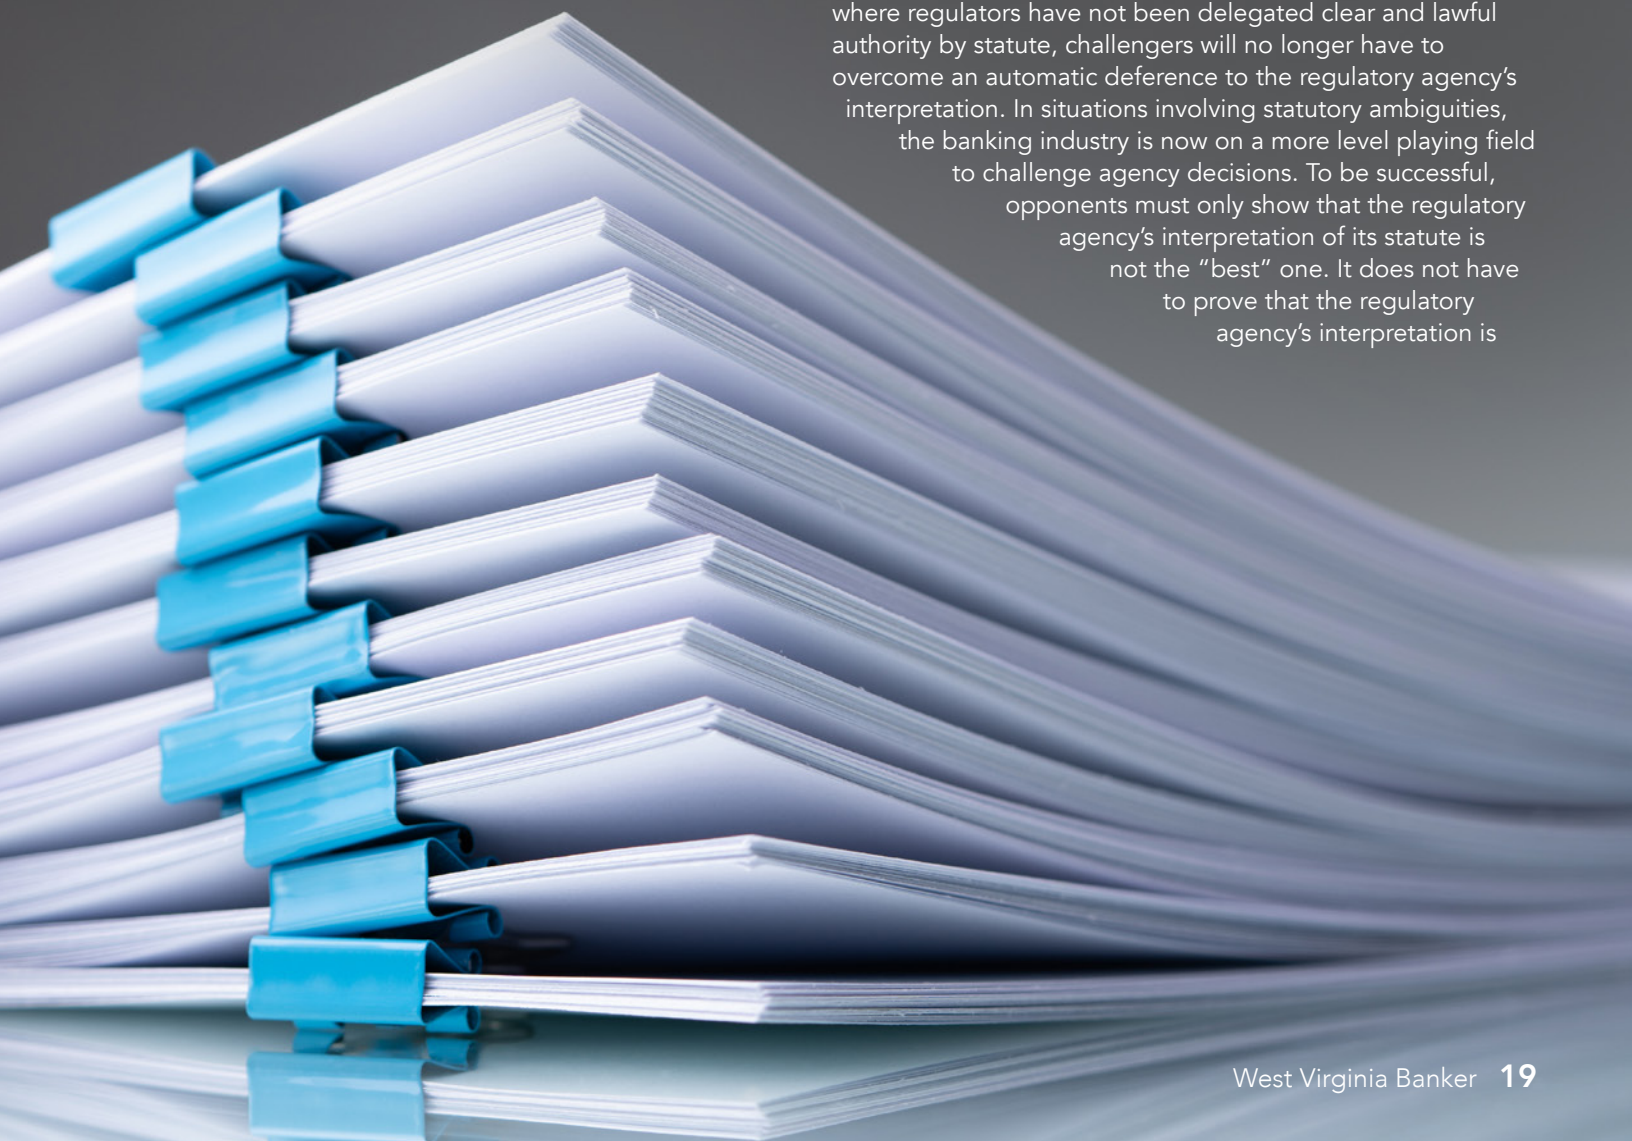 where regulators have not been delegated clear and lawful
authority by statute, challengers will no longer have to
overcome an automatic deference to the regulatory agency’s
interpretation. In situations involving statutory ambiguities,
the banking industry is now on a more level playing field
to challenge agency decisions. To be successful,
opponents must only show that the regulatory
agency’s interpretation of its statute is
not the “best” one. It does not have
to prove that the regulatory
agency’s interpretation is
West Virginia Banker 19